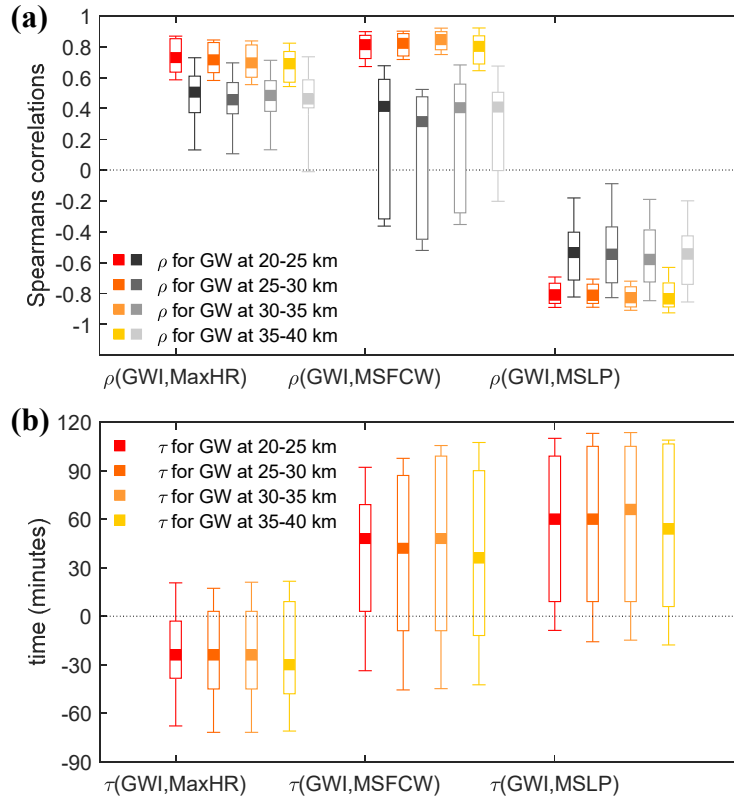 (a)
Spearmans correlations
1
0.8
0.6
0.4
0.2
0
-0.2
-0.4
-0.6
-0.8
-1
ρ for GW at 20-25 km
ρ for GW at 25-30 km
ρ for GW at 30-35 km
ρ for GW at 35-40 km
ρ(GWI,MaxHR) ρ(GWI,MSFCW) ρ(GWI,MSLP)
(b)
time (minutes)
120
90
60
30
0
-30
-60
-90
τ for GW at 20-25 km
τ for GW at 25-30 km
τ for GW at 30-35 km
τ for GW at 35-40 km
τ(GWI,MaxHR) τ(GWI,MSFCW) τ(GWI,MSLP)